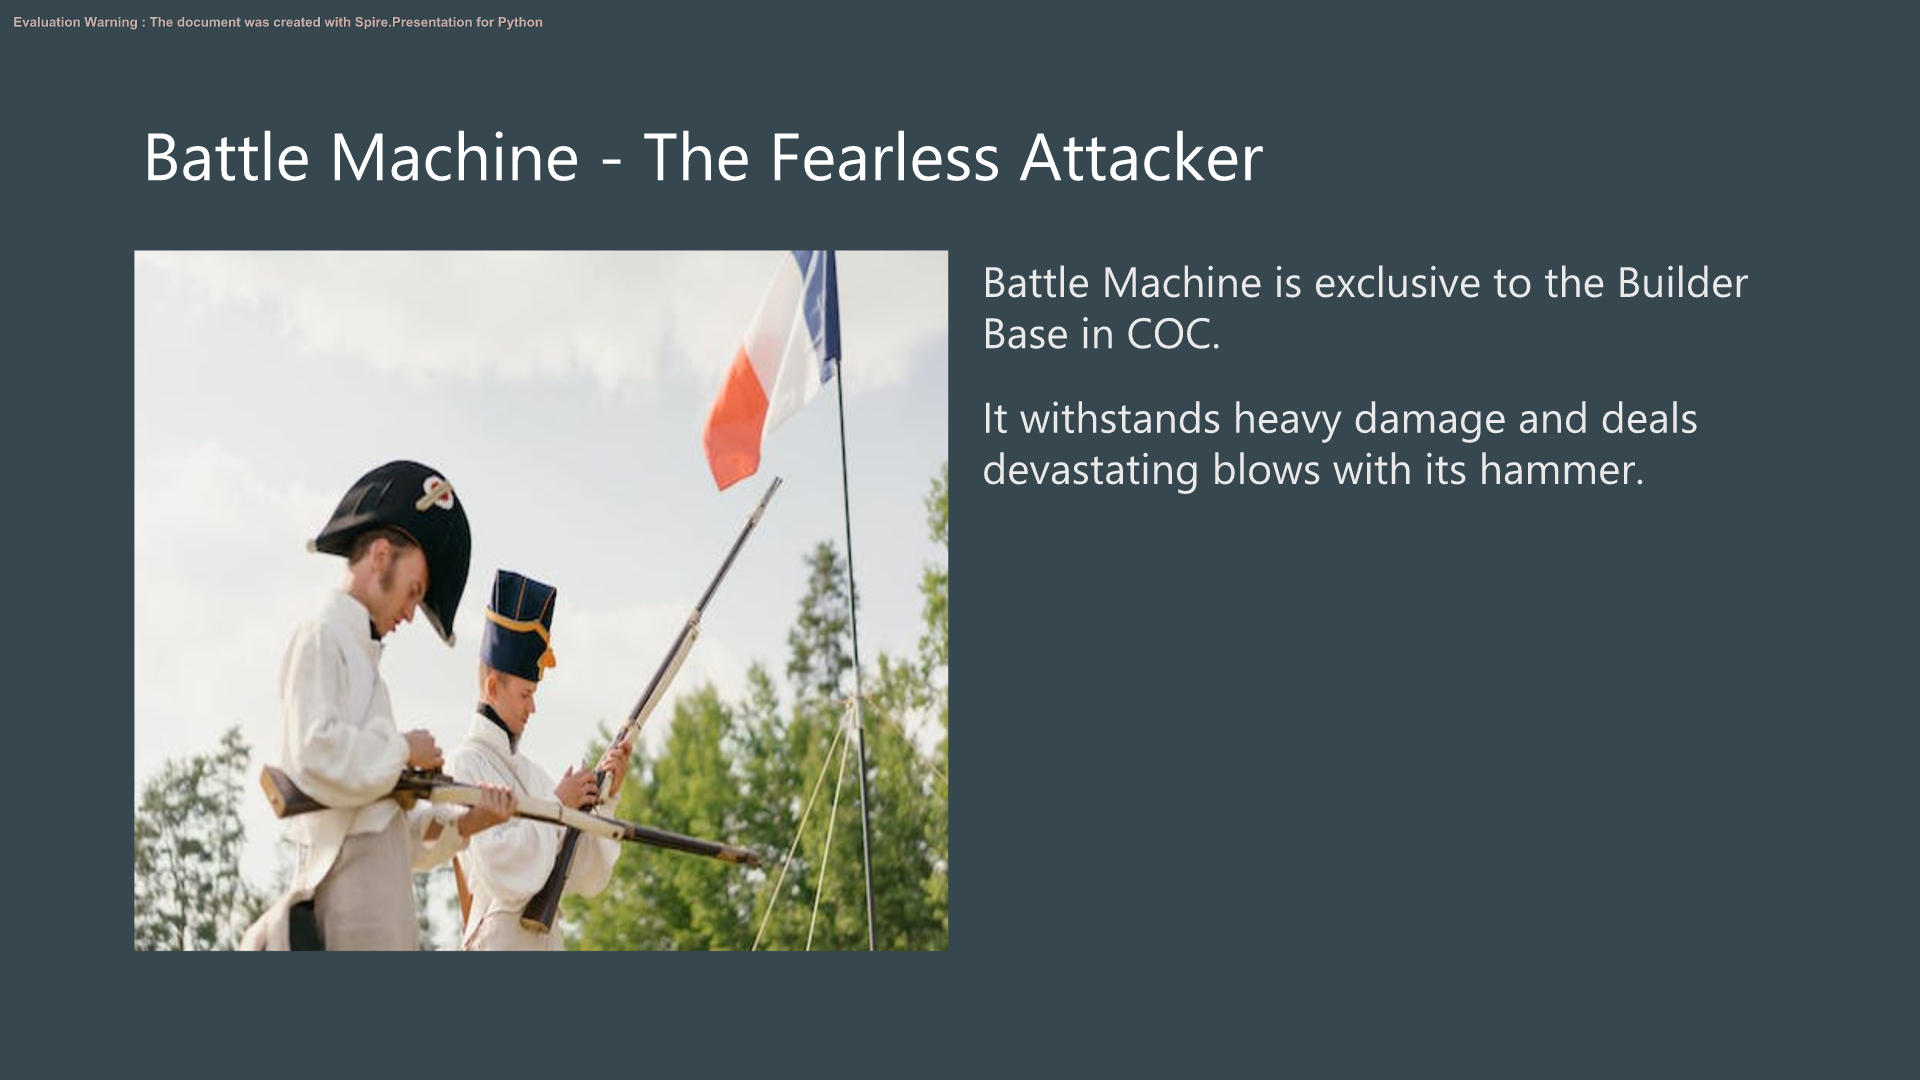 Evaluation Warning : The document was created with Spire.Presentation for Python
Battle Machine - The Fearless Attacker
Battle Machine is exclusive to the Builder
Base in COC.
It withstands heavy damage and deals
devastating blows with its hammer.